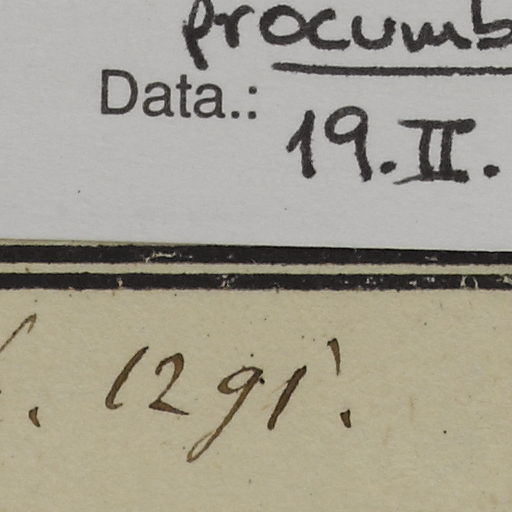 procumb
Data.: 19.II.
. 1291.